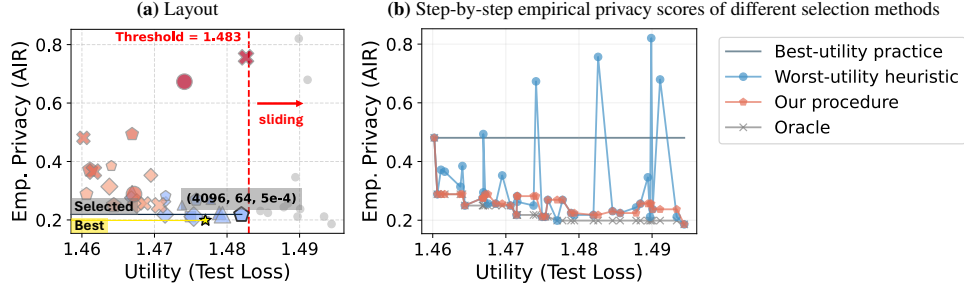 (a) Layout
Threshold = 1.483
sliding
(4096, 64, 5e-4)
Selected
Best
0.8
0.6
0.4
0.2
Emp. Privacy (AIR)
1.46
1.47
1.48
1.49
Utility (Test Loss)
(b) Step-by-step empirical privacy scores of different selection methods
0.8
0.6
0.4
0.2
Emp. Privacy (AIR)
1.46
1.47
1.48
1.49
Utility (Test Loss)
Best-utility practice
Worst-utility heuristic
Our procedure
Oracle